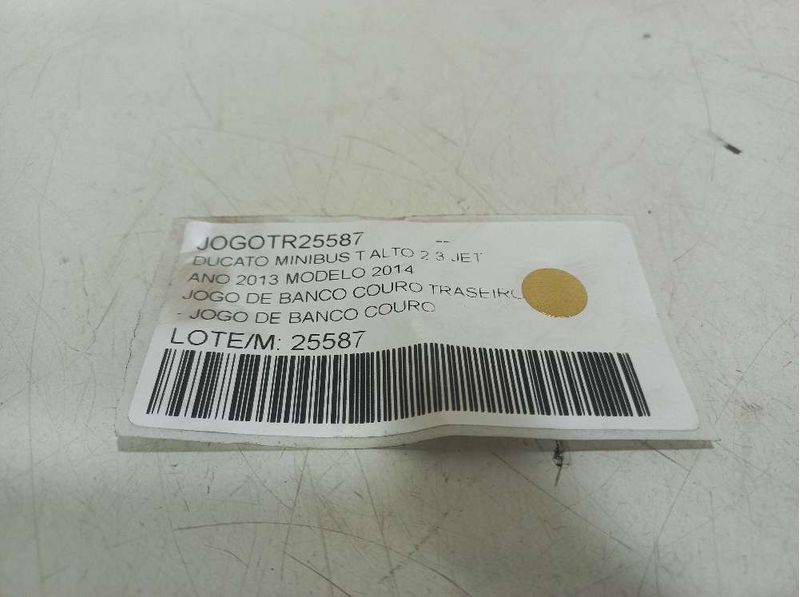 JOGOTR25587 --
DUCATO MINIBUS T ALTO 2.3 JET
ANO 2013 MODELO 2014
JOGO DE BANCO COURO TRASEIRO
- JOGO DE BANCO COURO
LOTE/M: 25587